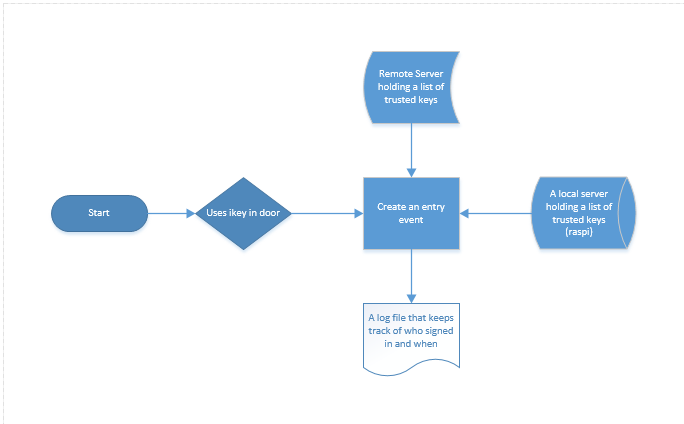 Remote Server
holding a list of
trusted keys
Start
Uses ikey in door
Create an entry
event
A local server
holding a list of
trusted keys
(raspi)
A log file that keeps
track of who signed
in and when